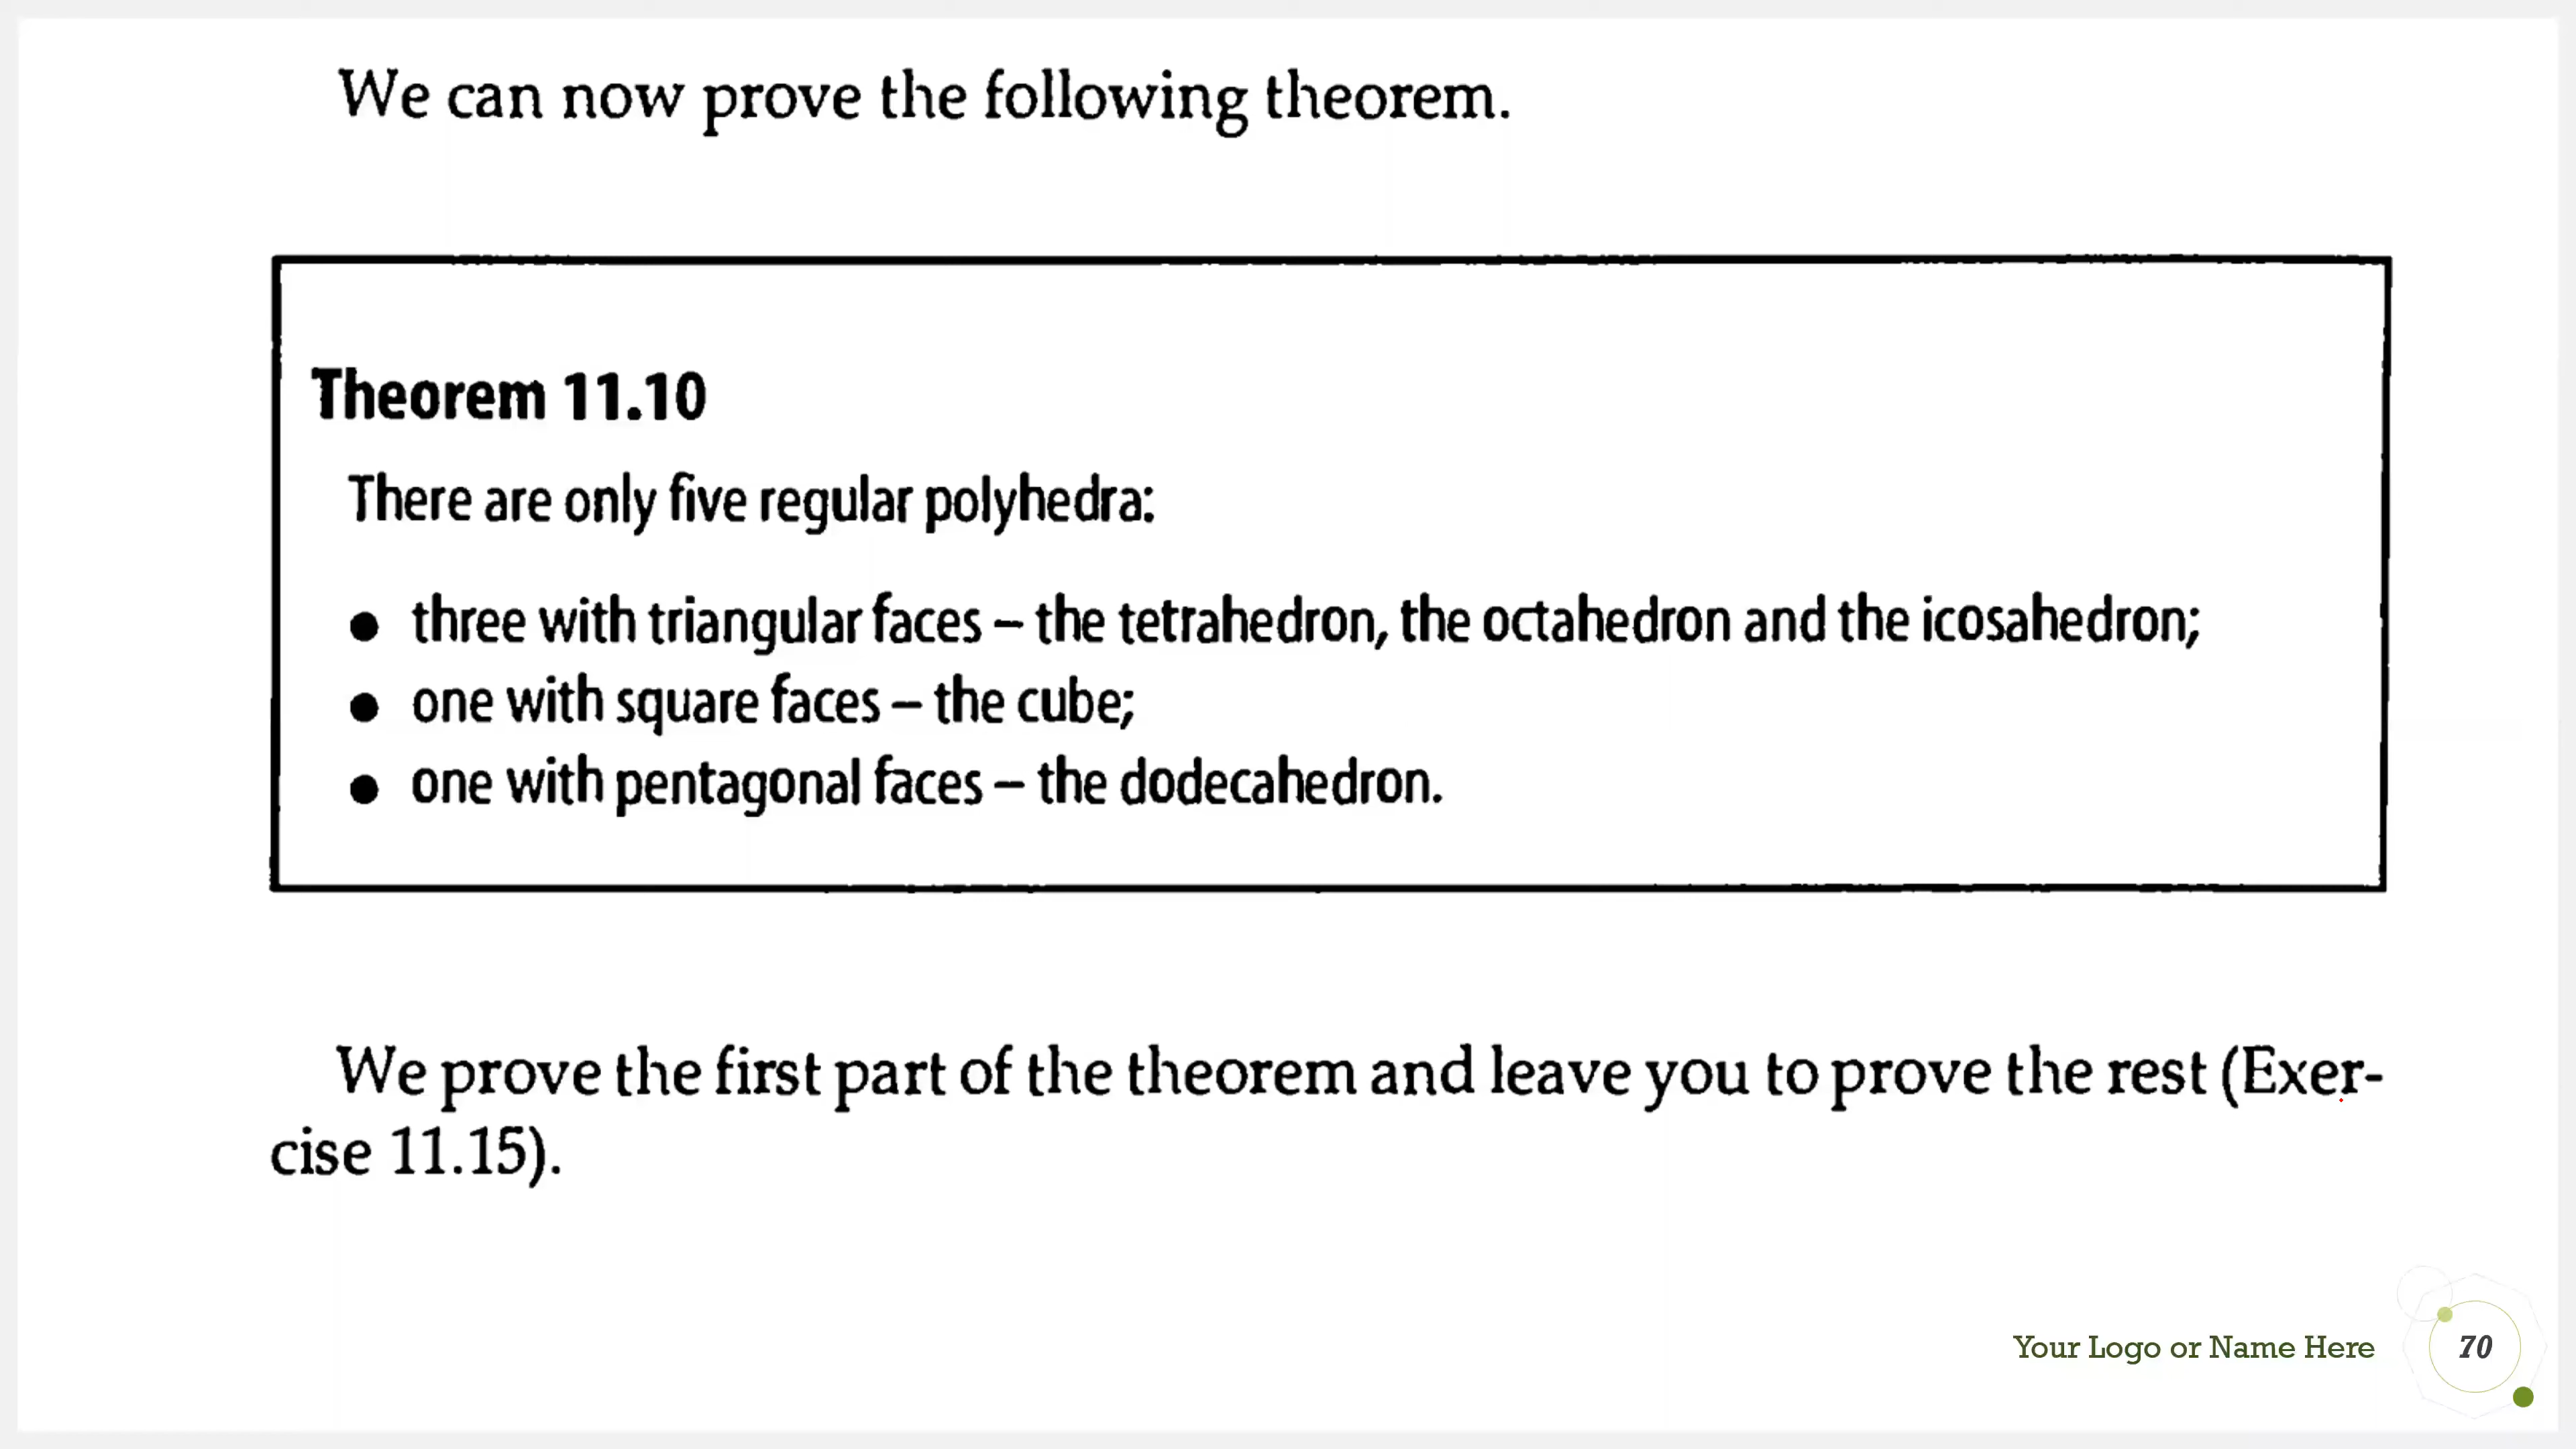 We can now prove the following theorem.
Theorem 11.10
There are only five regular polyhedra:
● three with triangular faces – the tetrahedron, the octahedron and the icosahedron;
● one with square faces – the cube;
● one with pentagonal faces – the dodecahedron.
We prove the first part of the theorem and leave you to prove the rest (Exer-
cise 11.15).
Your Logo or Name Here
70